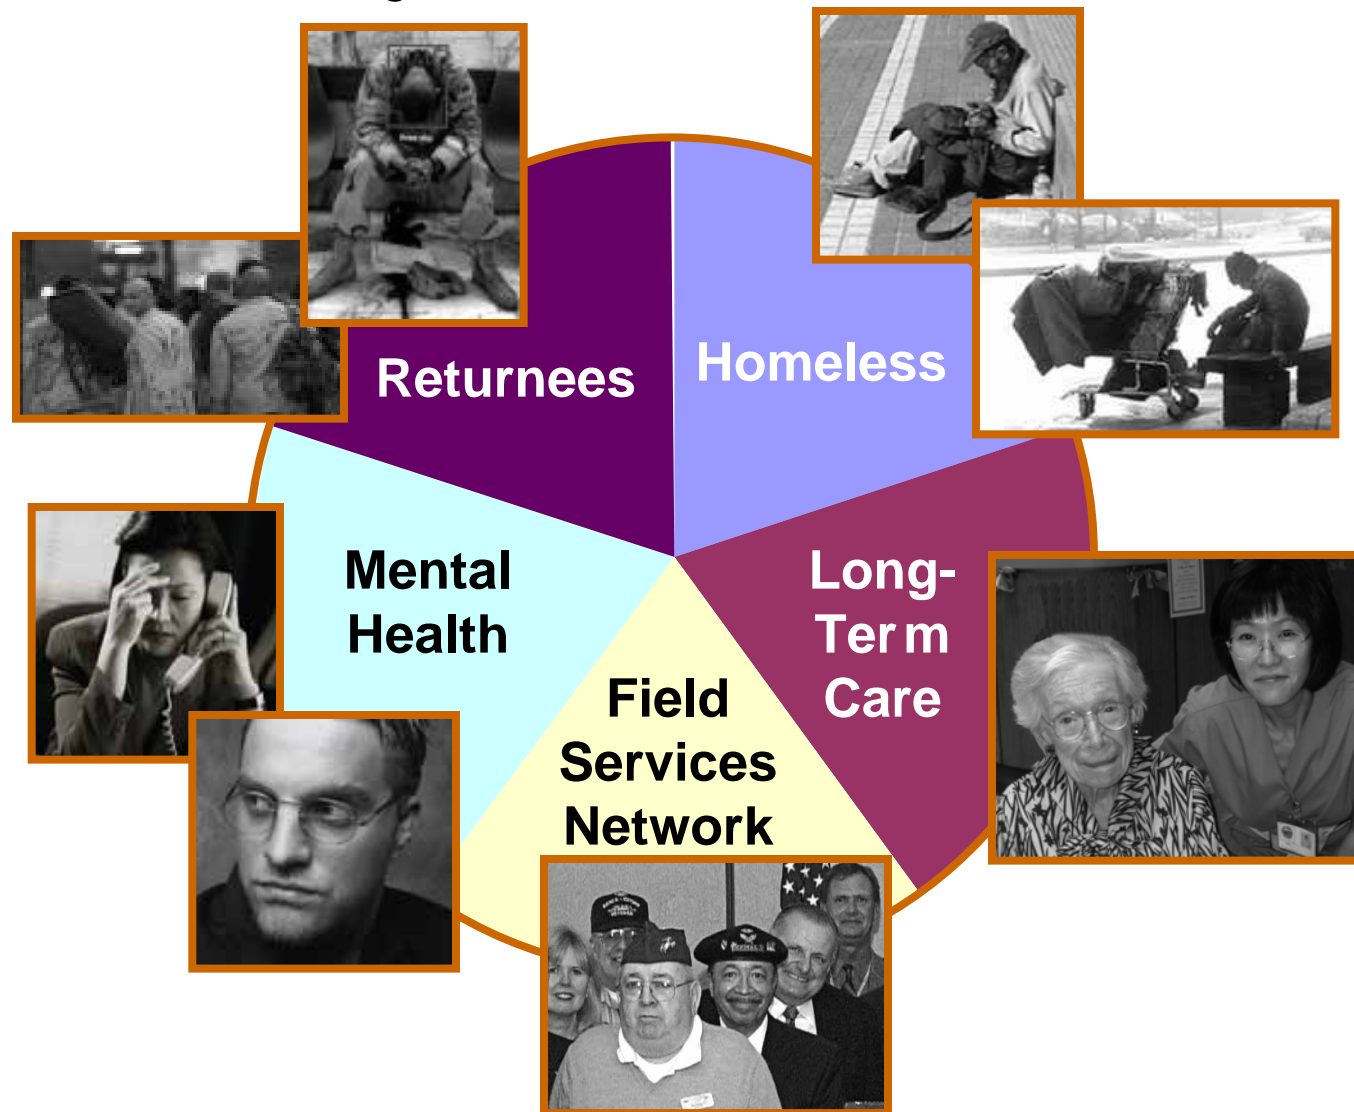 Returnees
Homeless
Mental
Health
Long-
Term
Care
Field
Services
Network